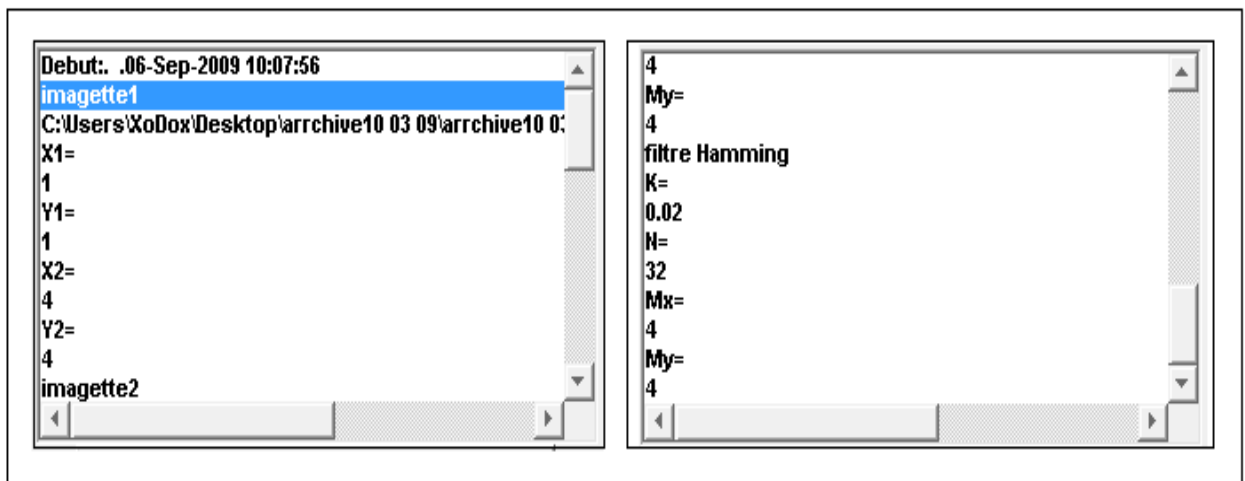 Debut:. .06-Sep-2009 10:07:56
imagette1
C:\Users\XoDox\Desktop\arrchive10 03 09\arrchive10 03
X1=
1
Y1=
1
X2=
4
Y2=
4
imagette2
4
My=
4
filtre Hamming
K=
0.02
N=
32
Mx=
4
My=
4